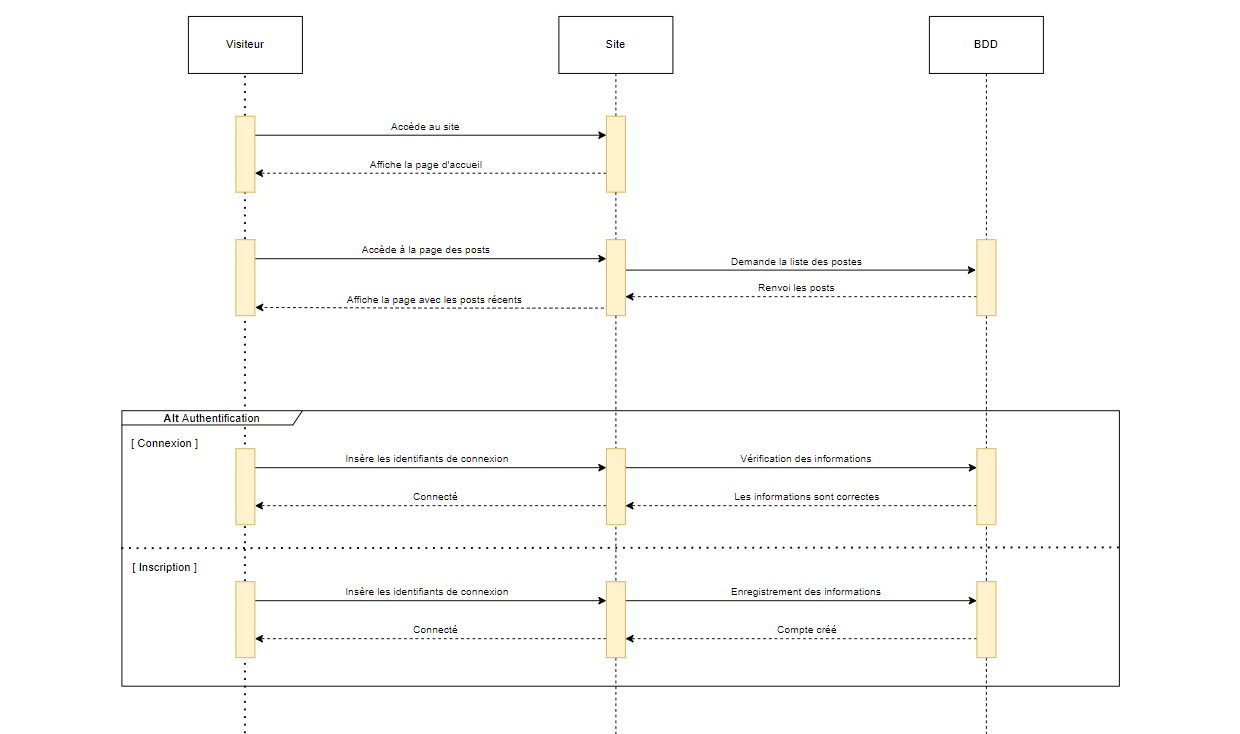 Visiteur
Site
BDD
Accède au site
Affiche la page d'accueil
Accède à la page des posts
Demande la liste des postes
Renvoi les posts
Affiche la page avec les posts récents
Alt Authentification
[ Connexion ]
Insère les identifiants de connexion
Vérification des informations
Connecté
Les informations sont correctes
[ Inscription ]
Insère les identifiants de connexion
Enregistrement des informations
Connecté
Compte créé